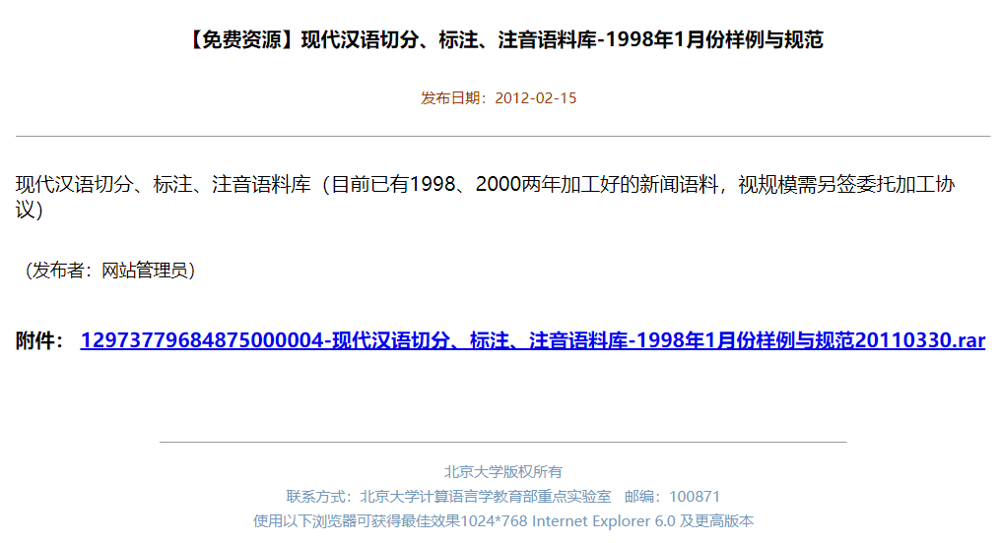 【免费资源】现代汉语切分、标注、注音语料库-1998年1月份样例与规范
发布日期：2012-02-15
现代汉语切分、标注、注音语料库（目前已有1998、2000两年加工好的新闻语料，视规模需另签委托加工协
议）
（发布者：网站管理员）
附件： 12973779684875000004-现代汉语切分、标注、注音语料库-1998年1月份样例与规范20110330.rar
北京大学版权所有
联系方式：北京大学计算语言学教育部重点实验室 邮编：100871
使用以下浏览器可获得最佳效果1024*768 Internet Explorer 6.0 及更高版本